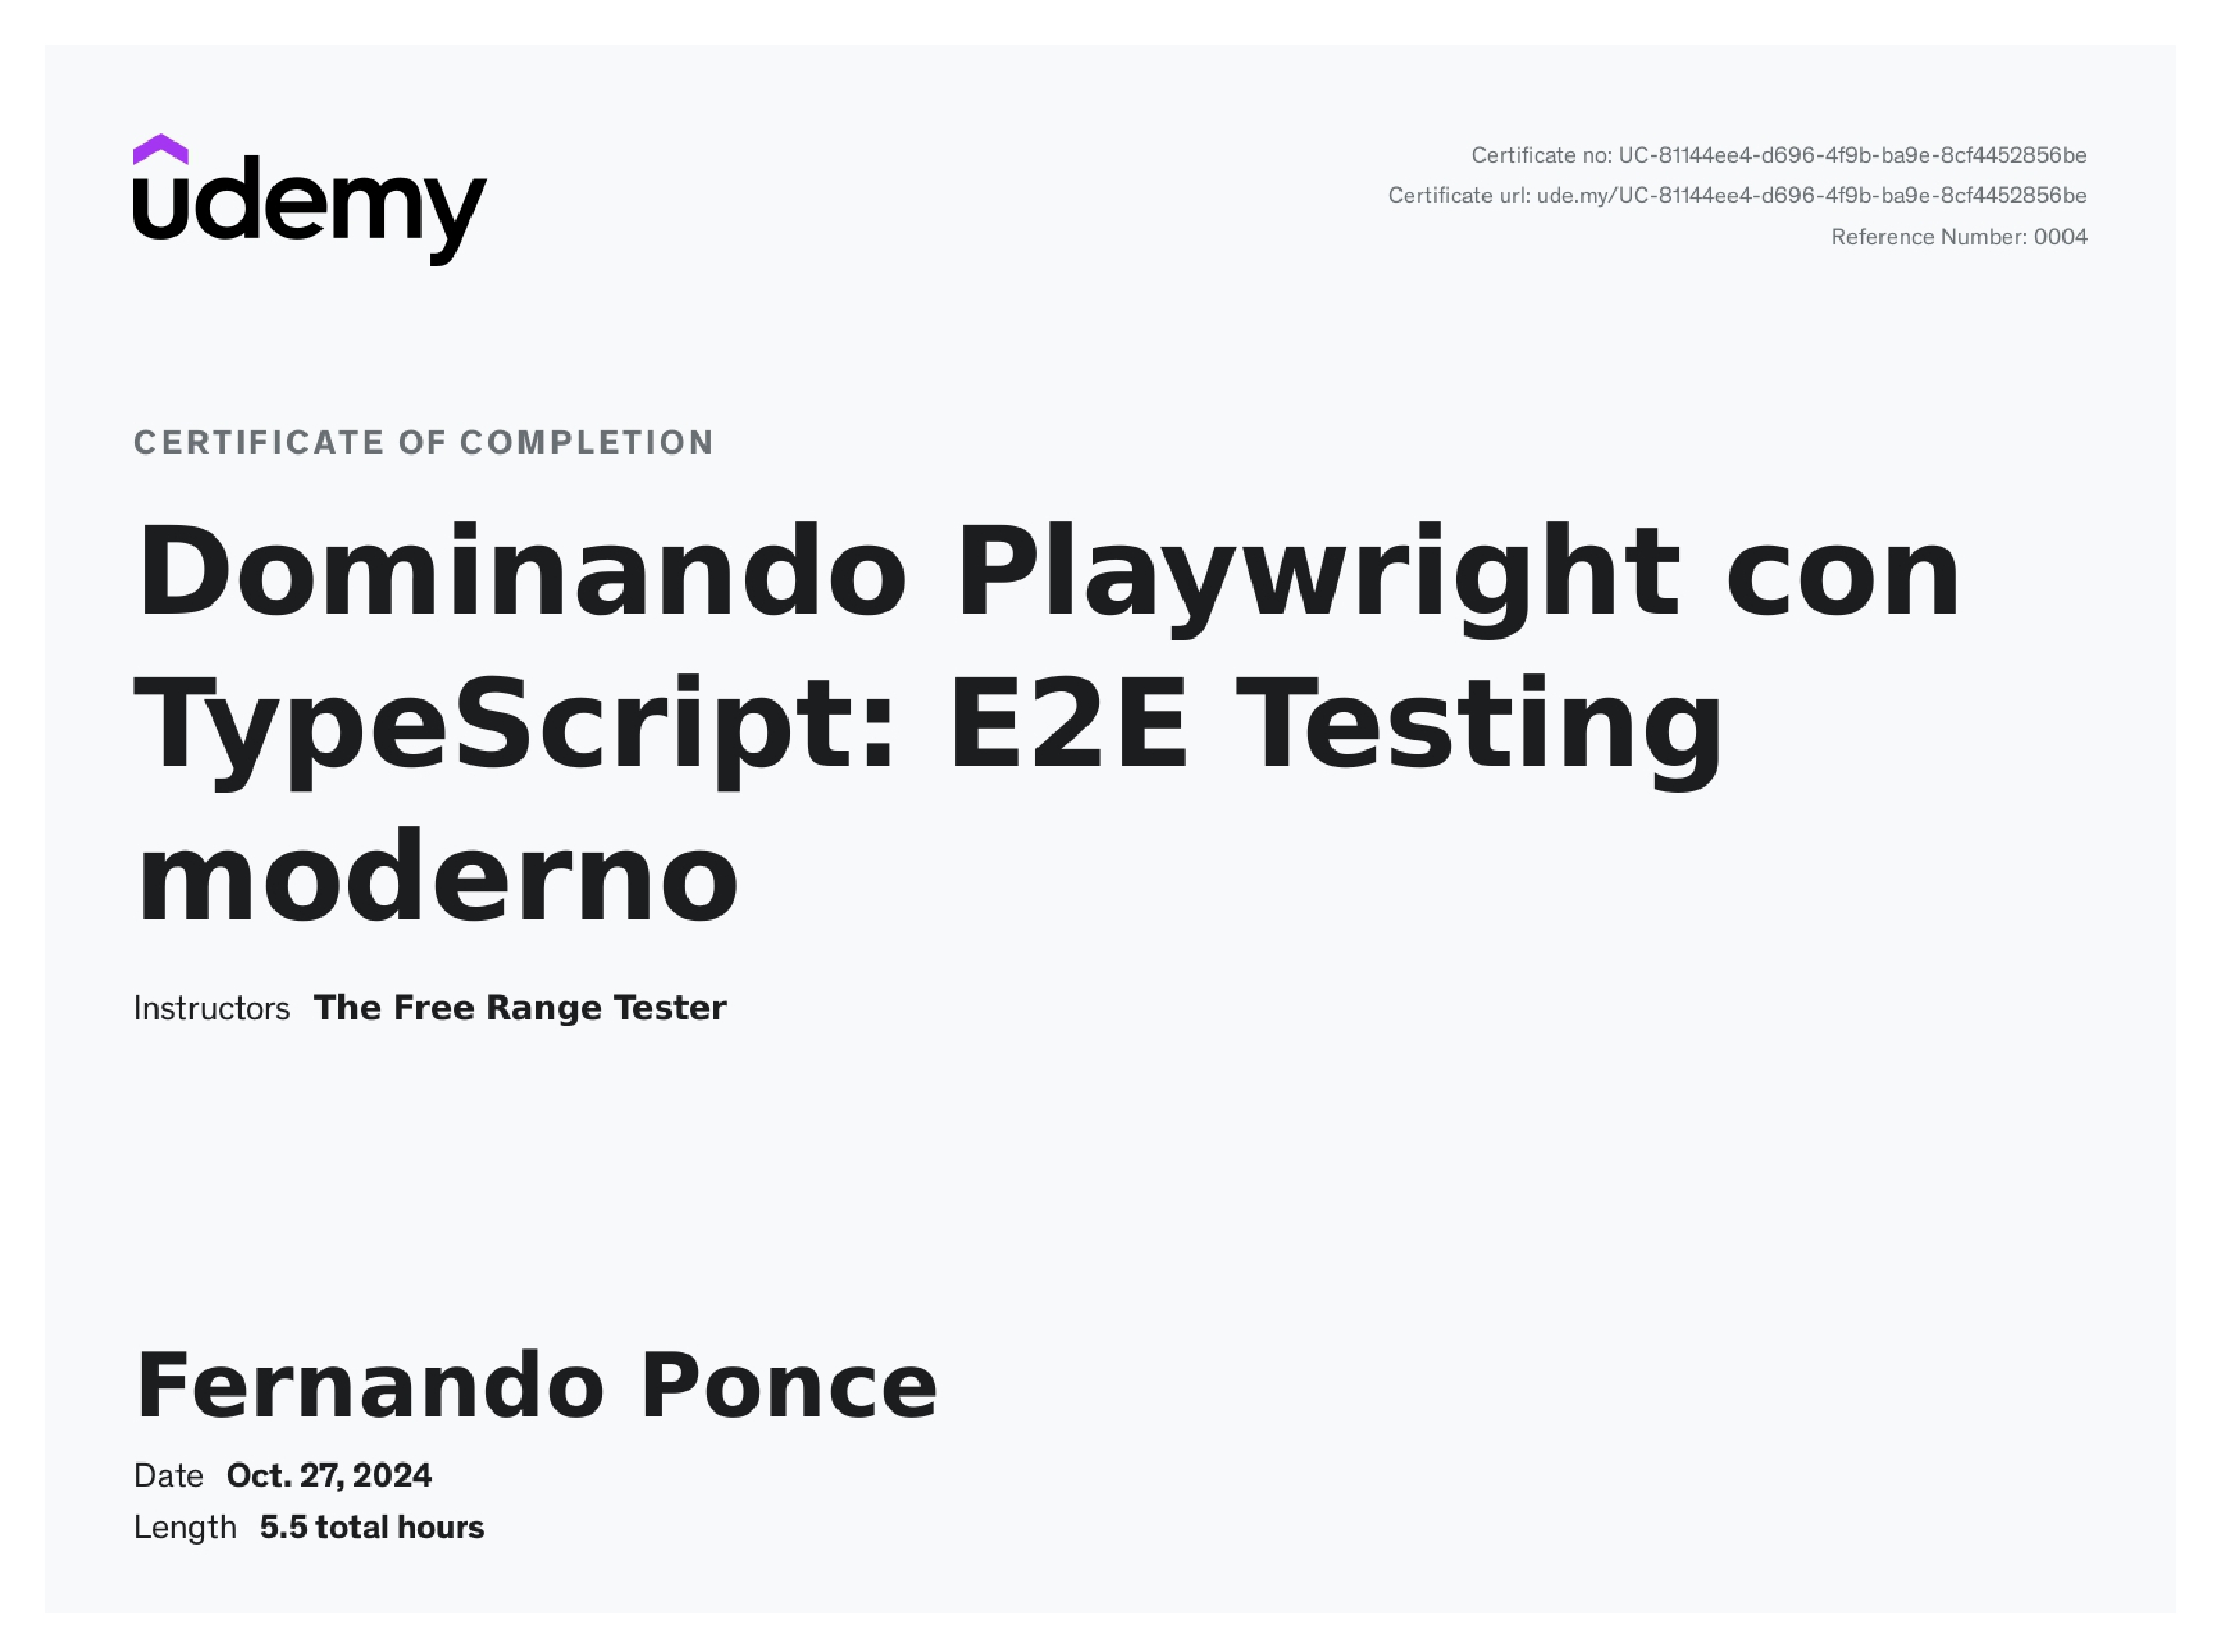 udemy
Certificate no: UC-81144ee4-d696-4f9b-ba9e-8cf4452856be
Certificate url: ude.my/UC-81144ee4-d696-4f9b-ba9e-8cf4452856be
Reference Number: 0004
CERTIFICATE OF COMPLETION
Dominando Playwright con
TypeScript: E2E Testing
moderno
Instructors The Free Range Tester
Fernando Ponce
Date Oct. 27, 2024
Length 5.5 total hours